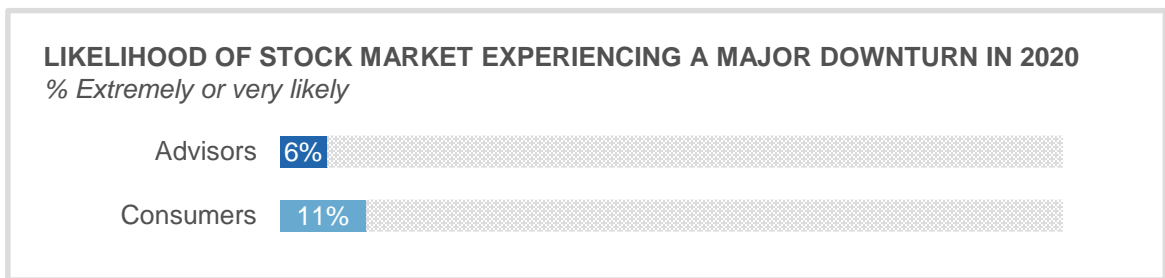 LIKELIHOOD OF STOCK MARKET EXPERIENCING A MAJOR DOWNTURN IN 2020
% Extremely or very likely
Advisors 6%
Consumers 11%